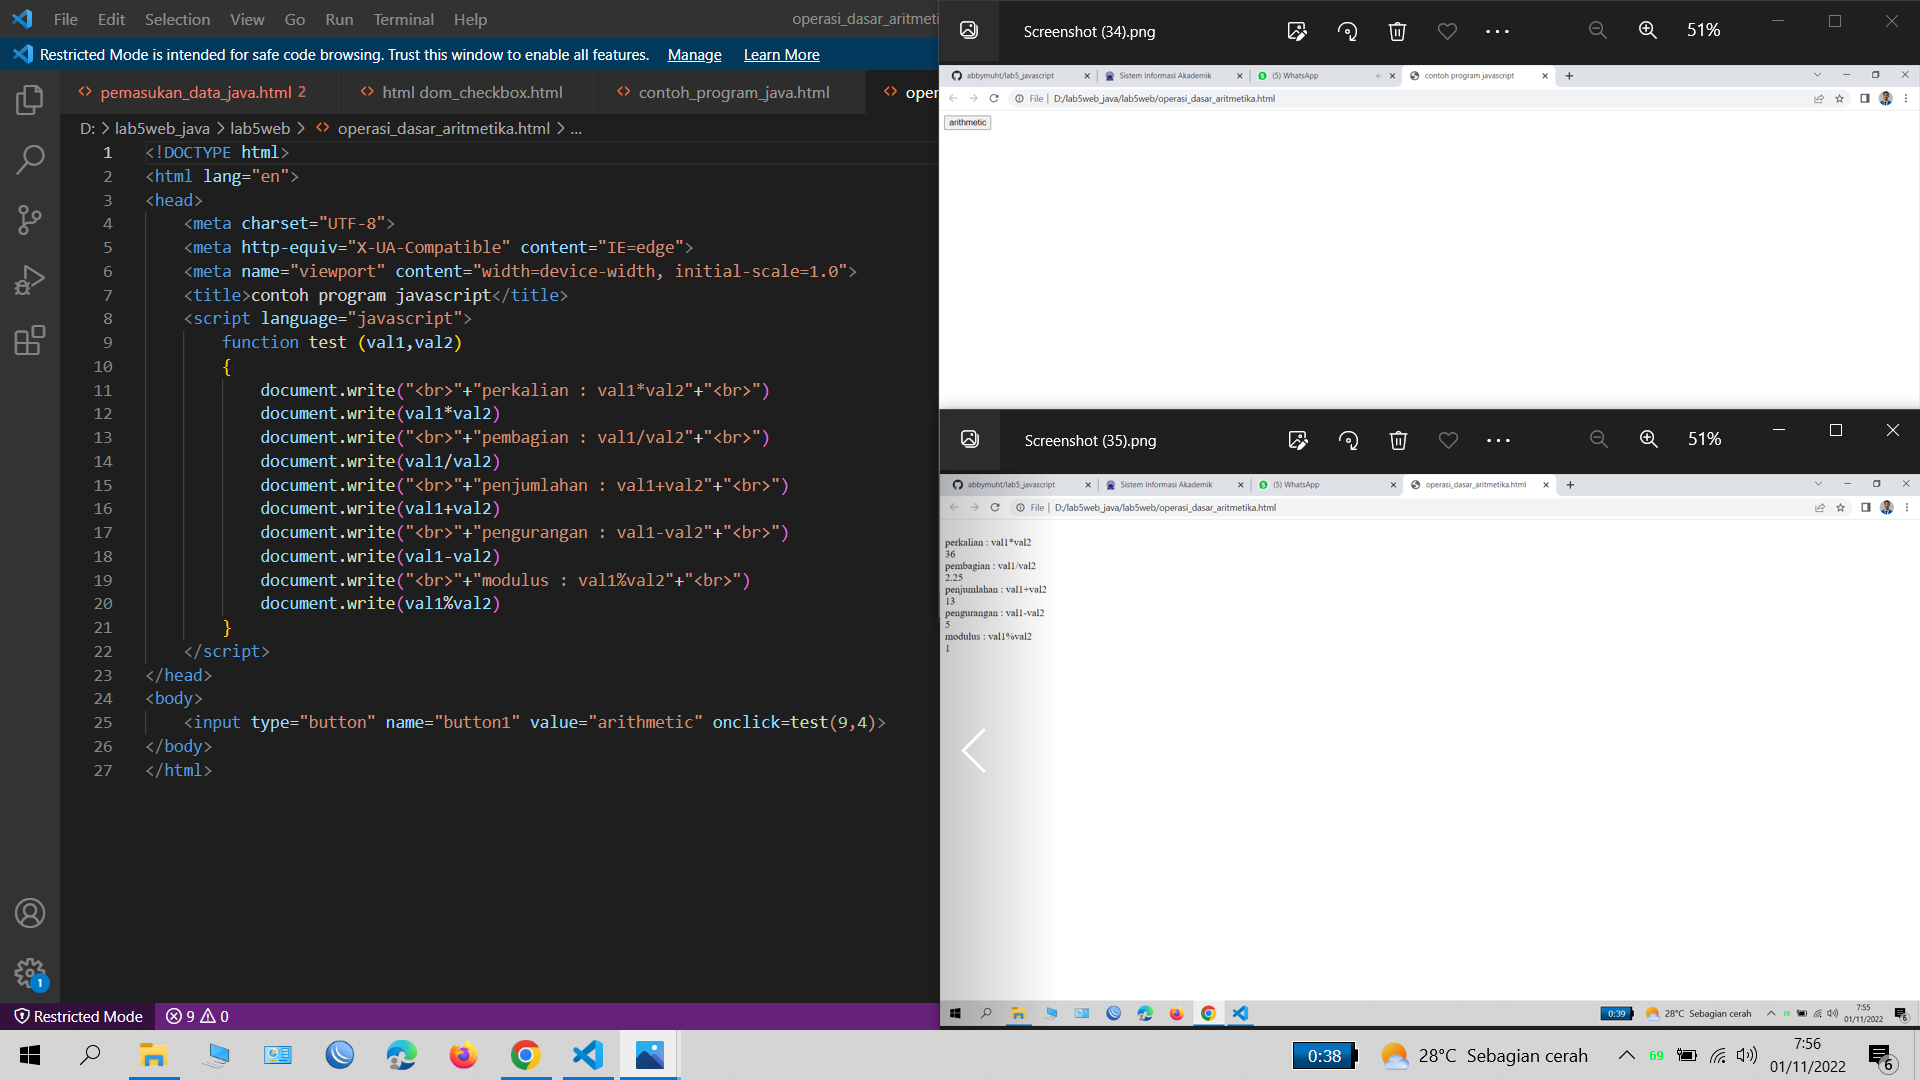 File Edit Selection View Go Run Terminal Help
operasi_dasar_aritmeti
Restricted Mode is intended for safe code browsing. Trust this window to enable all features. Manage Learn More
pemasukan_data_java.html 2
html dom_checkbox.html
contoh_program_java.html
oper
D: > lab5web_java > lab5web > operasi_dasar_aritmetika.html > ...
1 <!DOCTYPE html>
2 <html lang="en">
3 <head>
4 <meta charset="UTF-8">
5 <meta http-equiv="X-UA-Compatible" content="IE=edge">
6 <meta name="viewport" content="width=device-width, initial-scale=1.0">
7 <title>contoh program javascript</title>
8 <script language="javascript">
9 function test (val1,val2)
10 {
11 document.write("<br>"+"perkalian : val1*val2"+"<br>")
12 document.write(val1*val2)
13 document.write("<br>"+"pembagian : val1/val2"+"<br>")
14 document.write(val1/val2)
15 document.write("<br>"+"penjumlahan : val1+val2"+"<br>")
16 document.write(val1+val2)
17 document.write("<br>"+"pengurangan : val1-val2"+"<br>")
18 document.write(val1-val2)
19 document.write("<br>"+"modulus : val1%val2"+"<br>")
20 document.write(val1%val2)
21 }
22 </script>
23 </head>
24 <body>
25 <input type="button" name="button1" value="arithmetic" onclick=test(9,4)>
26 </body>
27 </html>
1
Restricted Mode 9 0
Screenshot (34).png
51%
abbymuht/lab5_javascript
Sistem Informasi Akademik
(5) WhatsApp
contoh program javascript
File | D:/lab5web_java/lab5web/operasi_dasar_aritmetika.html
arithmetic
Screenshot (35).png
51%
abbymuht/lab5_javascript
Sistem Informasi Akademik
(5) WhatsApp
operasi_dasar_aritmetika.html
File | D:/lab5web_java/lab5web/operasi_dasar_aritmetika.html
perkalian : val1*val2
36
pembagian : val1/val2
2.25
penjumlahan : val1+val2
13
pengurangan : val1-val2
5
modulus : val1%val2
1
0:39
28°C Sebagian cerah
7:55
01/11/2022
0:38
28°C Sebagian cerah
69
7:56
01/11/2022
6